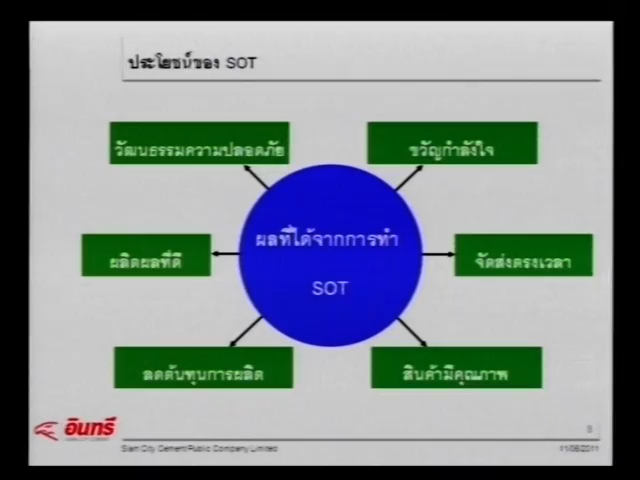 ประโยชน์ของ SOT
วัฒนธรรมความปลอดภัย
ขวัญกำลังใจ
ผลที่ได้จากการทำ
SOT
ผลิตผลที่ดี
จัดส่งตรงเวลา
ลดต้นทุนการผลิต
สินค้ามีคุณภาพ
อินทรี
Siam City Cement Public Company Limited